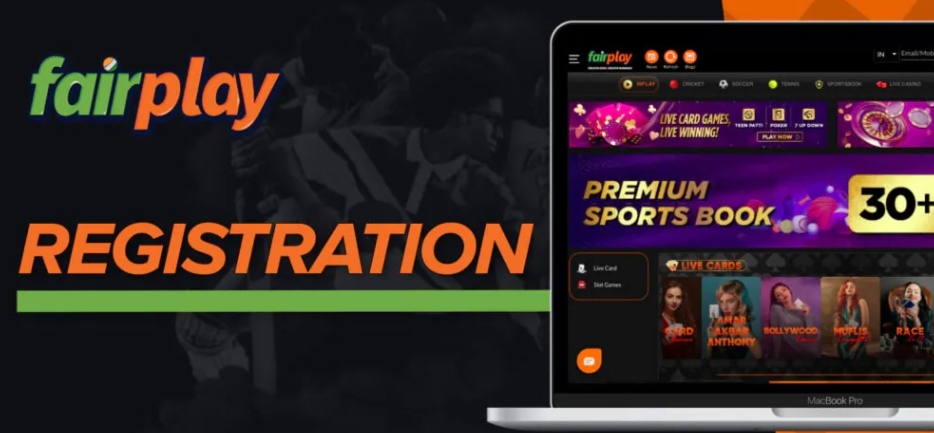 fairplay
REGISTRATION
fairplay
IN
Email/Mob
INPLAY
CRICKET
SOCCER
TENNIS
SPORTSBOOK
LIVE CASINO
LIVE CARD GAMES,
LIVE WINNING!
TEEN PATTI
POKER
7 UP DOWN
PLAY NOW
PREMIUM
SPORTS BOOK
30+
Live Card
Slot Games
LIVE CARDS
CARD
AMAR
AKBAR
ANTHONY
BOLLYWOOD
MUFLIS
RACE
MacBook Pro